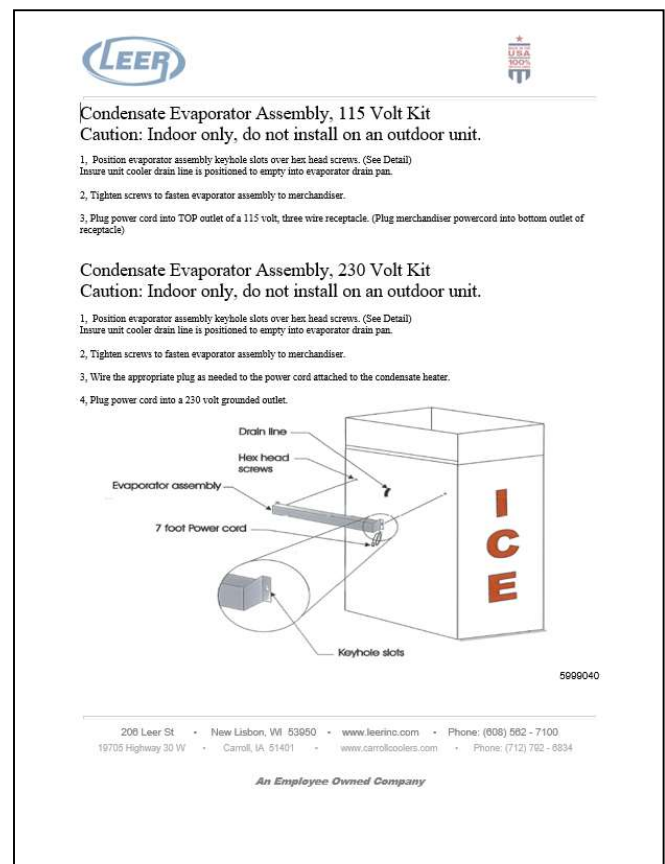 LEER
MADE IN THE
USA
100%
Condensate Evaporator Assembly, 115 Volt Kit
Caution: Indoor only, do not install on an outdoor unit.
1, Position evaporator assembly keyhole slots over hex head screws. (See Detail)
Insure unit cooler drain line is positioned to empty into evaporator drain pan.
2, Tighten screws to fasten evaporator assembly to merchandiser.
3, Plug power cord into TOP outlet of a 115 volt, three wire receptacle. (Plug merchandiser powercord into bottom outlet of
receptacle)
Condensate Evaporator Assembly, 230 Volt Kit
Caution: Indoor only, do not install on an outdoor unit.
1, Position evaporator assembly keyhole slots over hex head screws. (See Detail)
Insure unit cooler drain line is positioned to empty into evaporator drain pan.
2, Tighten screws to fasten evaporator assembly to merchandiser.
3, Wire the appropriate plug as needed to the power cord attached to the condensate heater.
4, Plug power cord into a 230 volt grounded outlet.
Drain line
Hex head
screws
Evaporator assembly
7 foot Power cord
Keyhole slots
I
C
E
5999040
206 Leer St • New Lisbon, WI 53950 • www.leerinc.com • Phone: (608) 562 - 7100
19705 Highway 30 W • Carroll, IA 51401 • www.carrollcoolers.com • Phone: (712) 792 - 6834
An Employee Owned Company